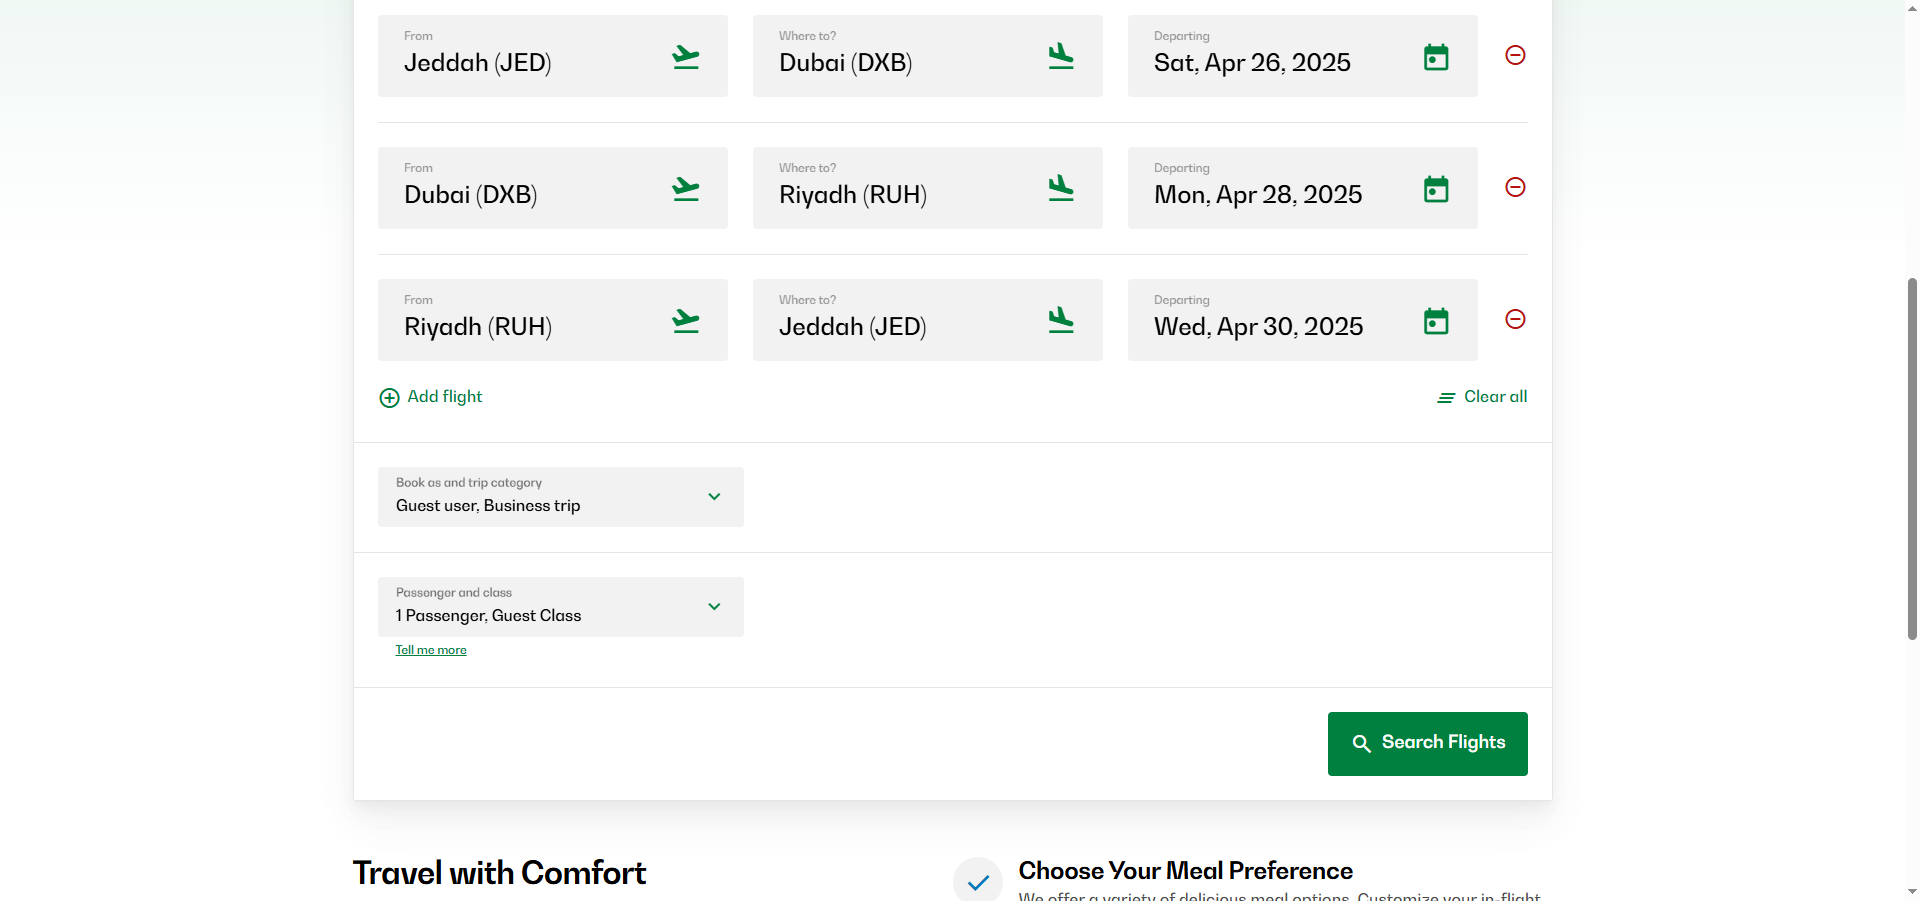 From
Jeddah (JED)
Where to?
Dubai (DXB)
Departing
Sat, Apr 26, 2025
From
Dubai (DXB)
Where to?
Riyadh (RUH)
Departing
Mon, Apr 28, 2025
From
Riyadh (RUH)
Where to?
Jeddah (JED)
Departing
Wed, Apr 30, 2025
Add flight
Clear all
Book as and trip category
Guest user, Business trip
Passenger and class
1 Passenger, Guest Class
Tell me more
Search Flights
Travel with Comfort
Choose Your Meal Preference
We offer a variety of delicious meal options. Customize your in-flight